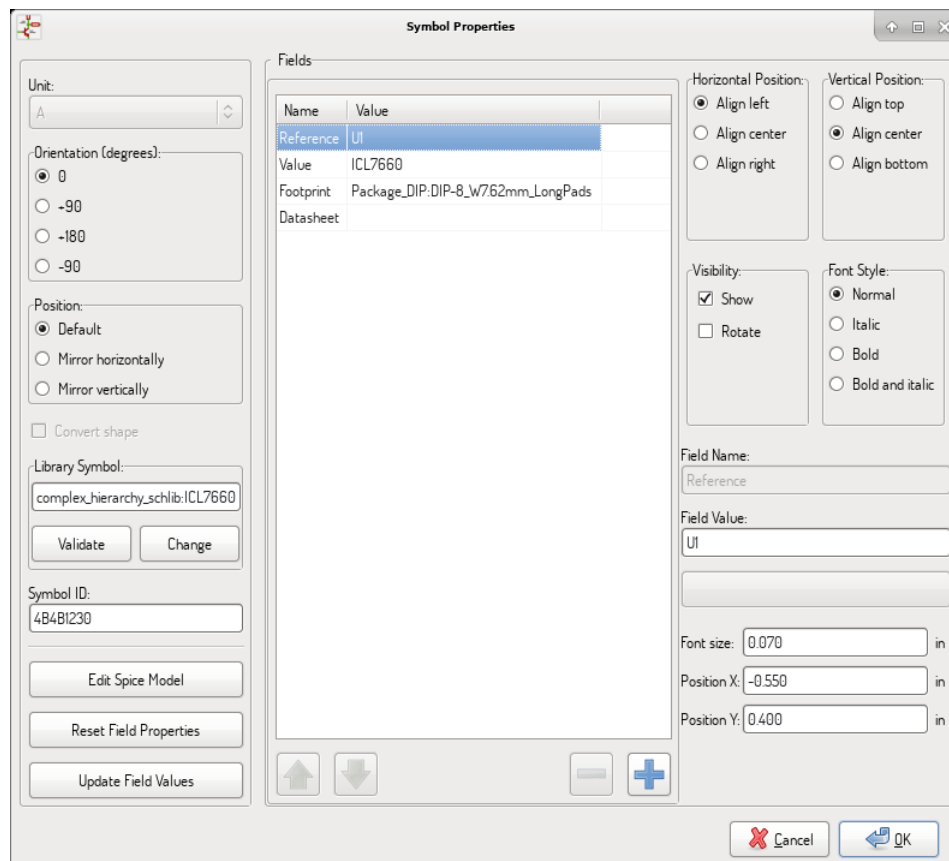 Symbol Properties
Unit:
A
Orientation (degrees):
0
+90
+180
-90
Position:
Default
Mirror horizontally
Mirror vertically
Convert shape
Library Symbol:
complex_hierarchy_schlib:ICL7660
Validate
Change
Symbol ID:
4B4B1230
Edit Spice Model
Reset Field Properties
Update Field Values
Fields
Name Value
Reference U1
Value ICL7660
Footprint Package_DIP:DIP-8_W7.62mm_LongPads
Datasheet
Horizontal Position:
Align left
Align center
Align right
Vertical Position:
Align top
Align center
Align bottom
Visibility:
Show
Rotate
Font Style:
Normal
Italic
Bold
Bold and italic
Field Name:
Reference
Field Value:
U1
Font size: 0.070 in
Position X: -0.550 in
Position Y: 0.400 in
Cancel
OK